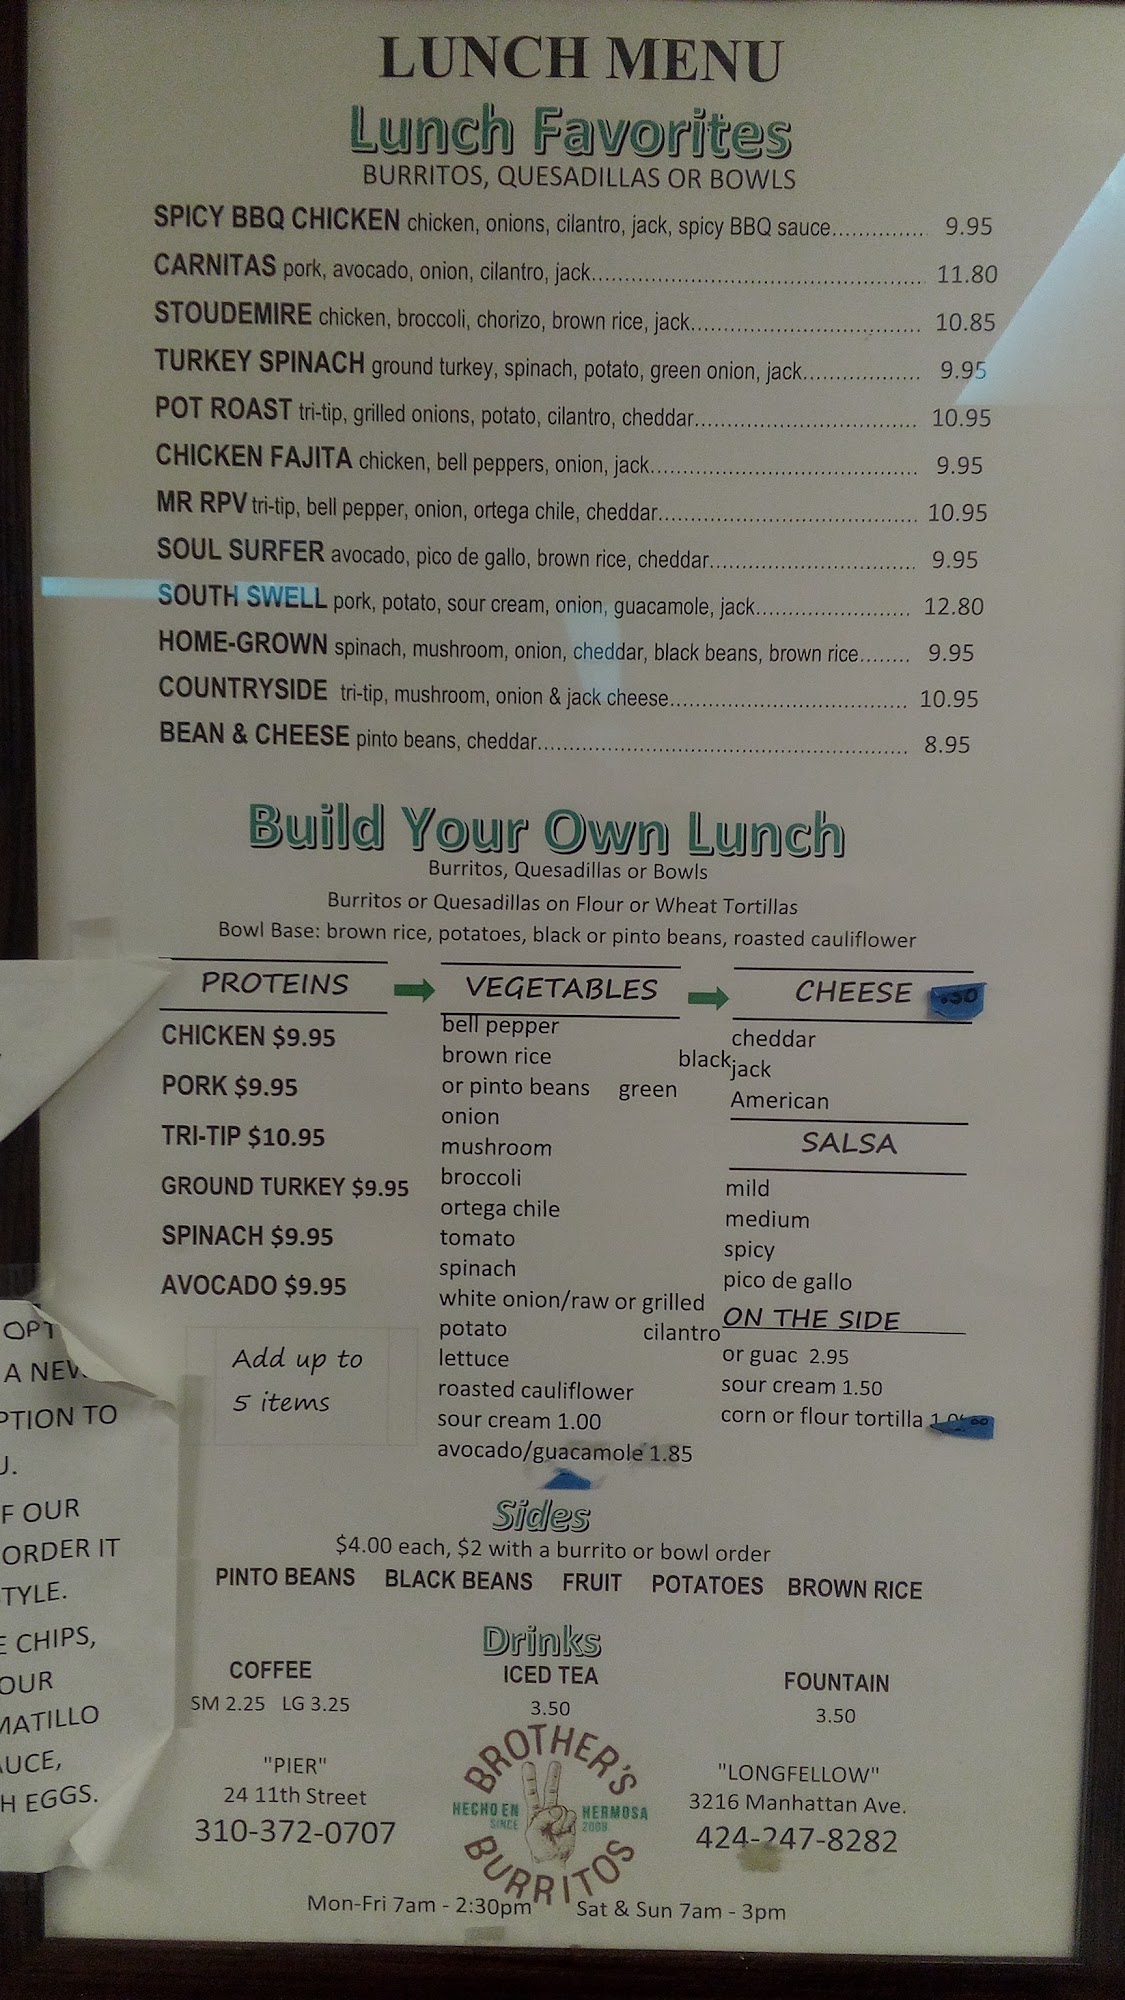 LUNCH MENU
Lunch Favorites
BURRITOS, QUESADILLAS OR BOWLS
SPICY BBQ CHICKEN chicken, onions, cilantro, jack, spicy BBQ sauce.............. 9.95
CARNITAS pork, avocado, onion, cilantro, jack.................................................... 11.80
STOUDEMIRE chicken, broccoli, chorizo, brown rice, jack.................................... 10.85
TURKEY SPINACH ground turkey, spinach, potato, green onion, jack.................. 9.95
POT ROAST tri-tip, grilled onions, potato, cilantro, cheddar.................................. 10.95
CHICKEN FAJITA chicken, bell peppers, onion, jack.......................................... 9.95
MR RPV tri-tip, bell pepper, onion, ortega chile, cheddar........................................ 10.95
SOUL SURFER avocado, pico de gallo, brown rice, cheddar................................ 9.95
SOUTH SWELL pork, potato, sour cream, onion, guacamole, jack........................ 12.80
HOME-GROWN spinach, mushroom, onion, cheddar, black beans, brown rice........ 9.95
COUNTRYSIDE tri-tip, mushroom, onion & jack cheese..................................... 10.95
BEAN & CHEESE pinto beans, cheddar......................................................... 8.95
Build Your Own Lunch
Burritos, Quesadillas or Bowls
Burritos or Quesadillas on Flour or Wheat Tortillas
Bowl Base: brown rice, potatoes, black or pinto beans, roasted cauliflower
PROTEINS
CHICKEN $9.95
PORK $9.95
TRI-TIP $10.95
GROUND TURKEY $9.95
SPINACH $9.95
AVOCADO $9.95
Add up to
5 items
VEGETABLES
bell pepper
brown rice black
or pinto beans green
onion
mushroom
broccoli
ortega chile
tomato
spinach
white onion/raw or grilled
potato cilantro
lettuce
roasted cauliflower
sour cream 1.00
avocado/guacamole 1.85
CHEESE .50
cheddar
jack
American
SALSA
mild
medium
spicy
pico de gallo
ON THE SIDE
or guac 2.95
sour cream 1.50
corn or flour tortilla
Sides
$4.00 each, $2 with a burrito or bowl order
PINTO BEANS BLACK BEANS FRUIT POTATOES BROWN RICE
Drinks
COFFEE
SM 2.25 LG 3.25
ICED TEA
3.50
FOUNTAIN
3.50
"PIER"
24 11th Street
310-372-0707
BROTHER'S
HECHO EN HERMOSA
SINCE 2009
BURRITOS
"LONGFELLOW"
3216 Manhattan Ave.
424-247-8282
Mon-Fri 7am - 2:30pm Sat & Sun 7am - 3pm
A NEW
TO
OUR
ORDER IT
CHIPS,
EGGS.